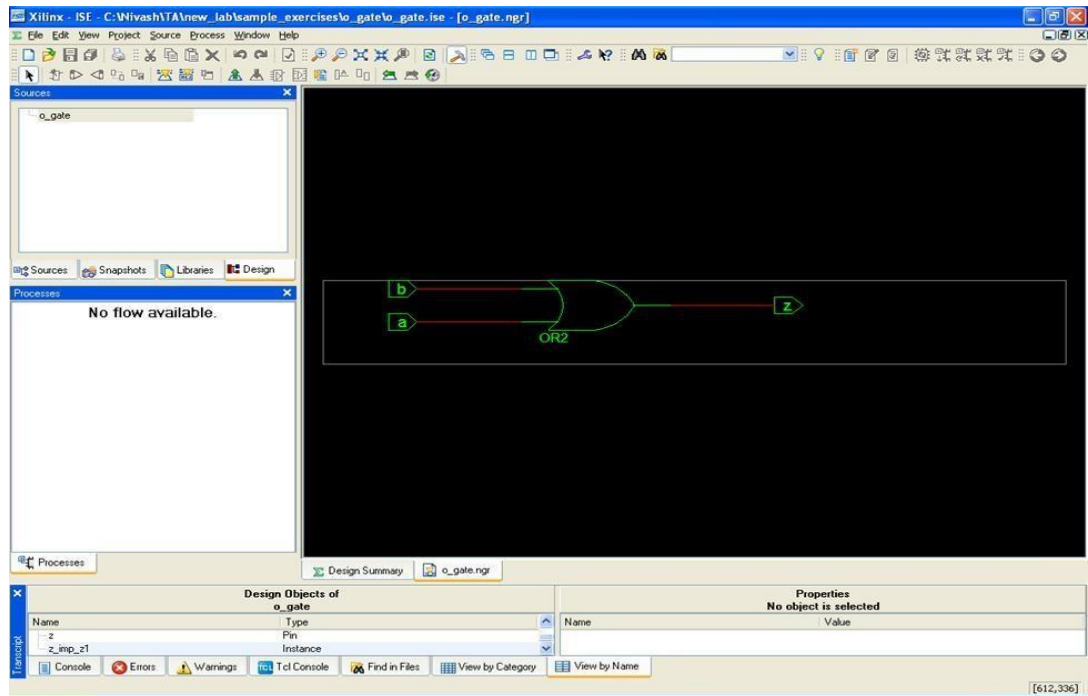 Xilinx - ISE - C:\Nivash\TA\new_lab\sample_exercises\o_gate\o_gate.ise - [o_gate.ngr]
File Edit View Project Source Process Window Help
Sources
o_gate
Sources Snapshots Libraries Design
Processes
No flow available.
Processes
b
a
OR2
z
Design Summary o_gate.ngr
Transcript
Design Objects of
o_gate
Name Type
z Pin
z_imp_z1 Instance
Properties
No object is selected
Name Value
Console Errors Warnings Tcl Console Find in Files View by Category View by Name
[612,336]